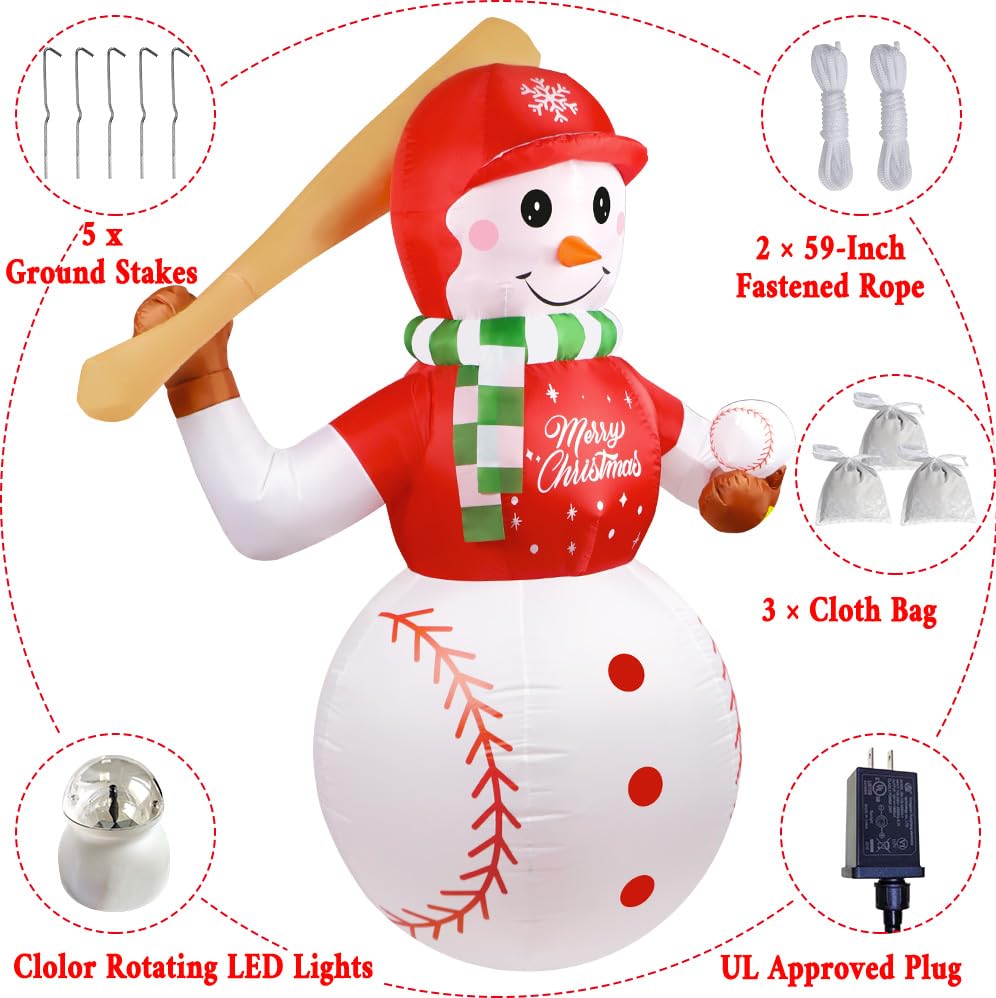 5 x
Ground Stakes
2 × 59-Inch
Fastened Rope
Merry
Christmas
3 × Cloth Bag
Clolor Rotating LED Lights
UL Approved Plug